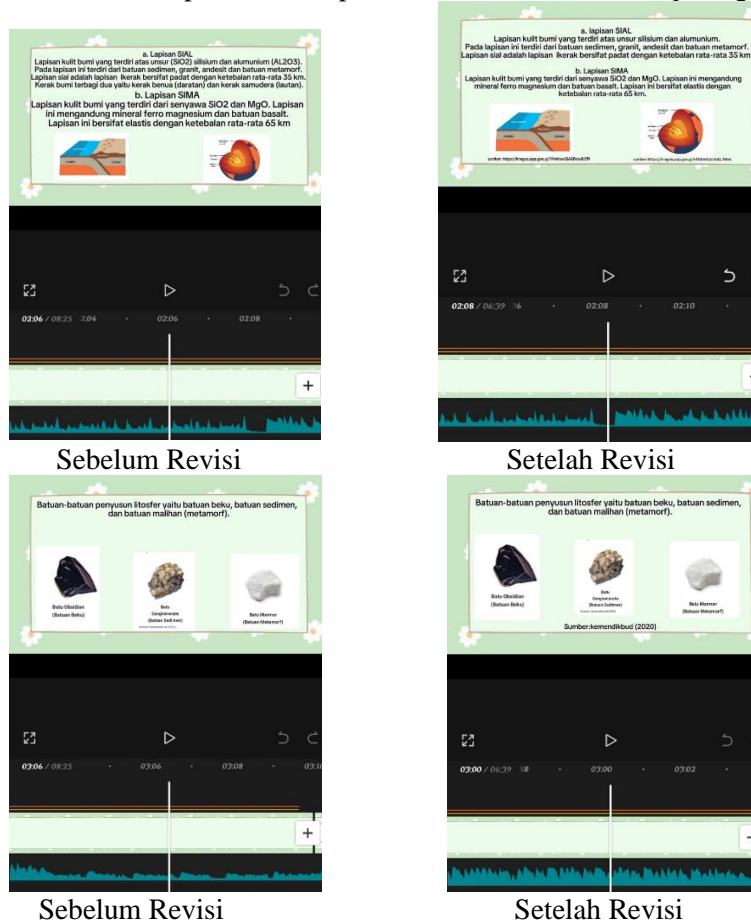 a. Lapisan SIAL
Lapisan kulit bumi yang terdiri atas unsur (SiO2) silisium dan alumunium (AL2O3).
Pada lapisan ini terdiri dari batuan sedimen, granit, andesit dan batuan metamorf.
Lapisan sial adalah lapisan kerak bersifat padat dengan ketebalan rata-rata 35 km.
Kerak bumi terbagi dua yaitu kerak benua (daratan) dan kerak samudera (lautan).
b. Lapisan SIMA
Lapisan kulit bumi yang terdiri dari senyawa SiO2 dan MgO. Lapisan
ini mengandung mineral ferro magnesium dan batuan basalt.
Lapisan ini bersifat elastis dengan ketebalan rata-rata 65 km
02:06 / 08:25 2:04 02:06 02:08
+
a. lapisan SIAL
Lapisan kulit bumi yang terdiri atas unsur silisium dan alumunium.
Pada lapisan ini terdiri dari batuan sedimen, granit, andesit dan batuan metamorf.
Lapisan sial adalah lapisan kerak bersifat padat dengan ketebalan rata-rata 35 km
b. Lapisan SIMA
Lapisan kulit bumi yang terdiri dari senyawa SiO2 dan MgO. Lapisan ini mengandung
mineral ferro magnesium dan batuan basalt. Lapisan ini bersifat elastis dengan
ketebalan rata-rata 65 km.
02:08 / 06:39 02:08 02:10
Sebelum Revisi
Setelah Revisi
Batuan-batuan penyusun litosfer yaitu batuan beku, batuan sedimen,
dan batuan malihan (metamorf).
Batu Obsidian
(Batuan Beku)
Batu
Conglomerate
(Batuan Sedimen)
Batu Marmer
(Batuan Metamorf)
03:06 / 08:25 03:06 03:08 03:10
+
Batuan-batuan penyusun litosfer yaitu batuan beku, batuan sedimen,
dan batuan malihan (metamorf).
Batu Obsidian
(Batuan Beku)
Batu
Conglomerate
(Batuan Sedimen)
Batu Marmer
(Batuan Metamorf)
Sumber:kemendikbud (2020)
03:00 / 06:39 58 03:00 03:02
Sebelum Revisi
Setelah Revisi